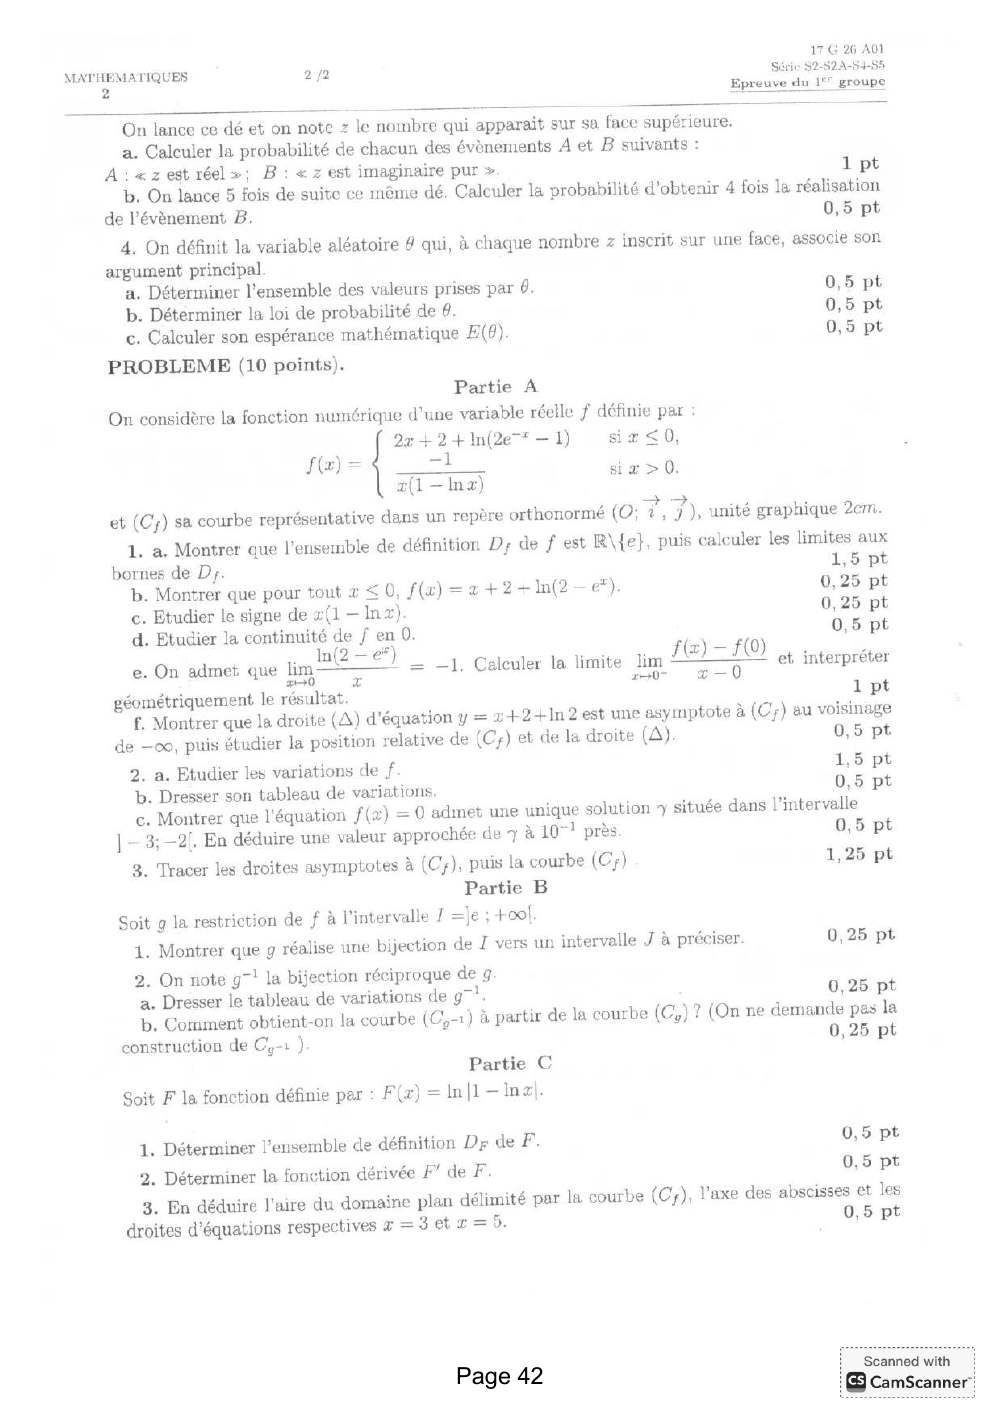 17 G 26 A01
Série S2-S2A-S4-S5
Epreuve du 1er groupe
MATHEMATIQUES
2 /2
2
On lance ce dé et on note z le nombre qui apparait sur sa face supérieure.
a. Calculer la probabilité de chacun des évènements A et B suivants :
A : « z est réel » ; B : « z est imaginaire pur ». 1 pt
b. On lance 5 fois de suite ce même dé. Calculer la probabilité d'obtenir 4 fois la réalisation
de l'évènement B. 0,5 pt
4. On définit la variable aléatoire θ qui, à chaque nombre z inscrit sur une face, associe son
argument principal.
a. Déterminer l'ensemble des valeurs prises par θ. 0,5 pt
b. Déterminer la loi de probabilité de θ. 0,5 pt
c. Calculer son espérance mathématique E(θ). 0,5 pt
PROBLEME (10 points).
Partie A
On considère la fonction numérique d'une variable réelle f définie par :
f(x) = { 2x + 2 + ln(2e⁻ˣ − 1) si x ≤ 0,
−1 / x(1 − ln x) si x > 0.
et (Cf) sa courbe représentative dans un repère orthonormé (O; i→, j→), unité graphique 2cm.
1. a. Montrer que l'ensemble de définition Df de f est ℝ\{e}, puis calculer les limites aux
bornes de Df. 1,5 pt
b. Montrer que pour tout x ≤ 0, f(x) = x + 2 + ln(2 − eˣ). 0,25 pt
c. Etudier le signe de x(1 − ln x). 0,25 pt
d. Etudier la continuité de f en 0. 0,5 pt
e. On admet que lim x→0 ln(2 − eˣ) / x = −1. Calculer la limite lim x→0⁻ f(x) − f(0) / x − 0 et interpréter
géométriquement le résultat. 1 pt
f. Montrer que la droite (Δ) d'équation y = x+2+ln 2 est une asymptote à (Cf) au voisinage
de −∞, puis étudier la position relative de (Cf) et de la droite (Δ). 0,5 pt
2. a. Etudier les variations de f. 1,5 pt
b. Dresser son tableau de variations. 0,5 pt
c. Montrer que l'équation f(x) = 0 admet une unique solution γ située dans l'intervalle
] − 3; −2[. En déduire une valeur approchée de γ à 10⁻¹ près. 0,5 pt
3. Tracer les droites asymptotes à (Cf), puis la courbe (Cf) . 1,25 pt
Partie B
Soit g la restriction de f à l'intervalle I =]e ; +∞[.
1. Montrer que g réalise une bijection de I vers un intervalle J à préciser. 0,25 pt
2. On note g⁻¹ la bijection réciproque de g.
a. Dresser le tableau de variations de g⁻¹. 0,25 pt
b. Comment obtient-on la courbe (Cg⁻¹) à partir de la courbe (Cg) ? (On ne demande pas la
construction de Cg⁻¹ ). 0,25 pt
Partie C
Soit F la fonction définie par : F(x) = ln |1 − ln x|.
1. Déterminer l'ensemble de définition DF de F. 0,5 pt
2. Déterminer la fonction dérivée F′ de F. 0,5 pt
3. En déduire l'aire du domaine plan délimité par la courbe (Cf), l'axe des abscisses et les
droites d'équations respectives x = 3 et x = 5. 0,5 pt
Page 42
Scanned with
CS CamScanner